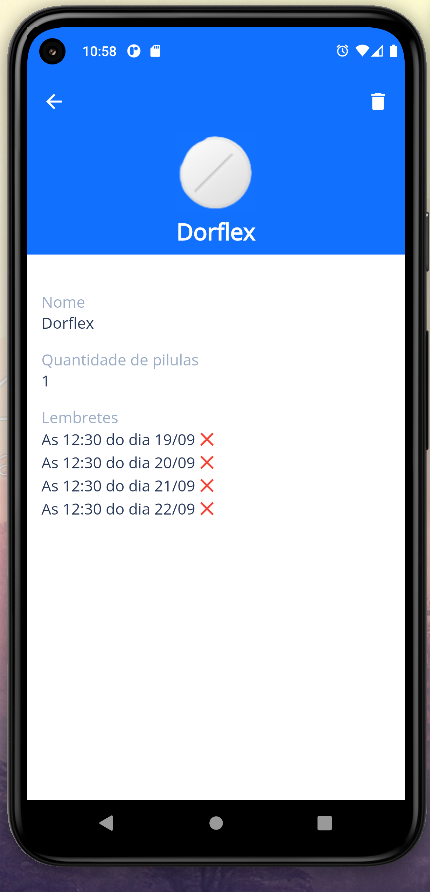 10:58
Dorflex
Nome
Dorflex
Quantidade de pilulas
1
Lembretes
As 12:30 do dia 19/09
As 12:30 do dia 20/09
As 12:30 do dia 21/09
As 12:30 do dia 22/09